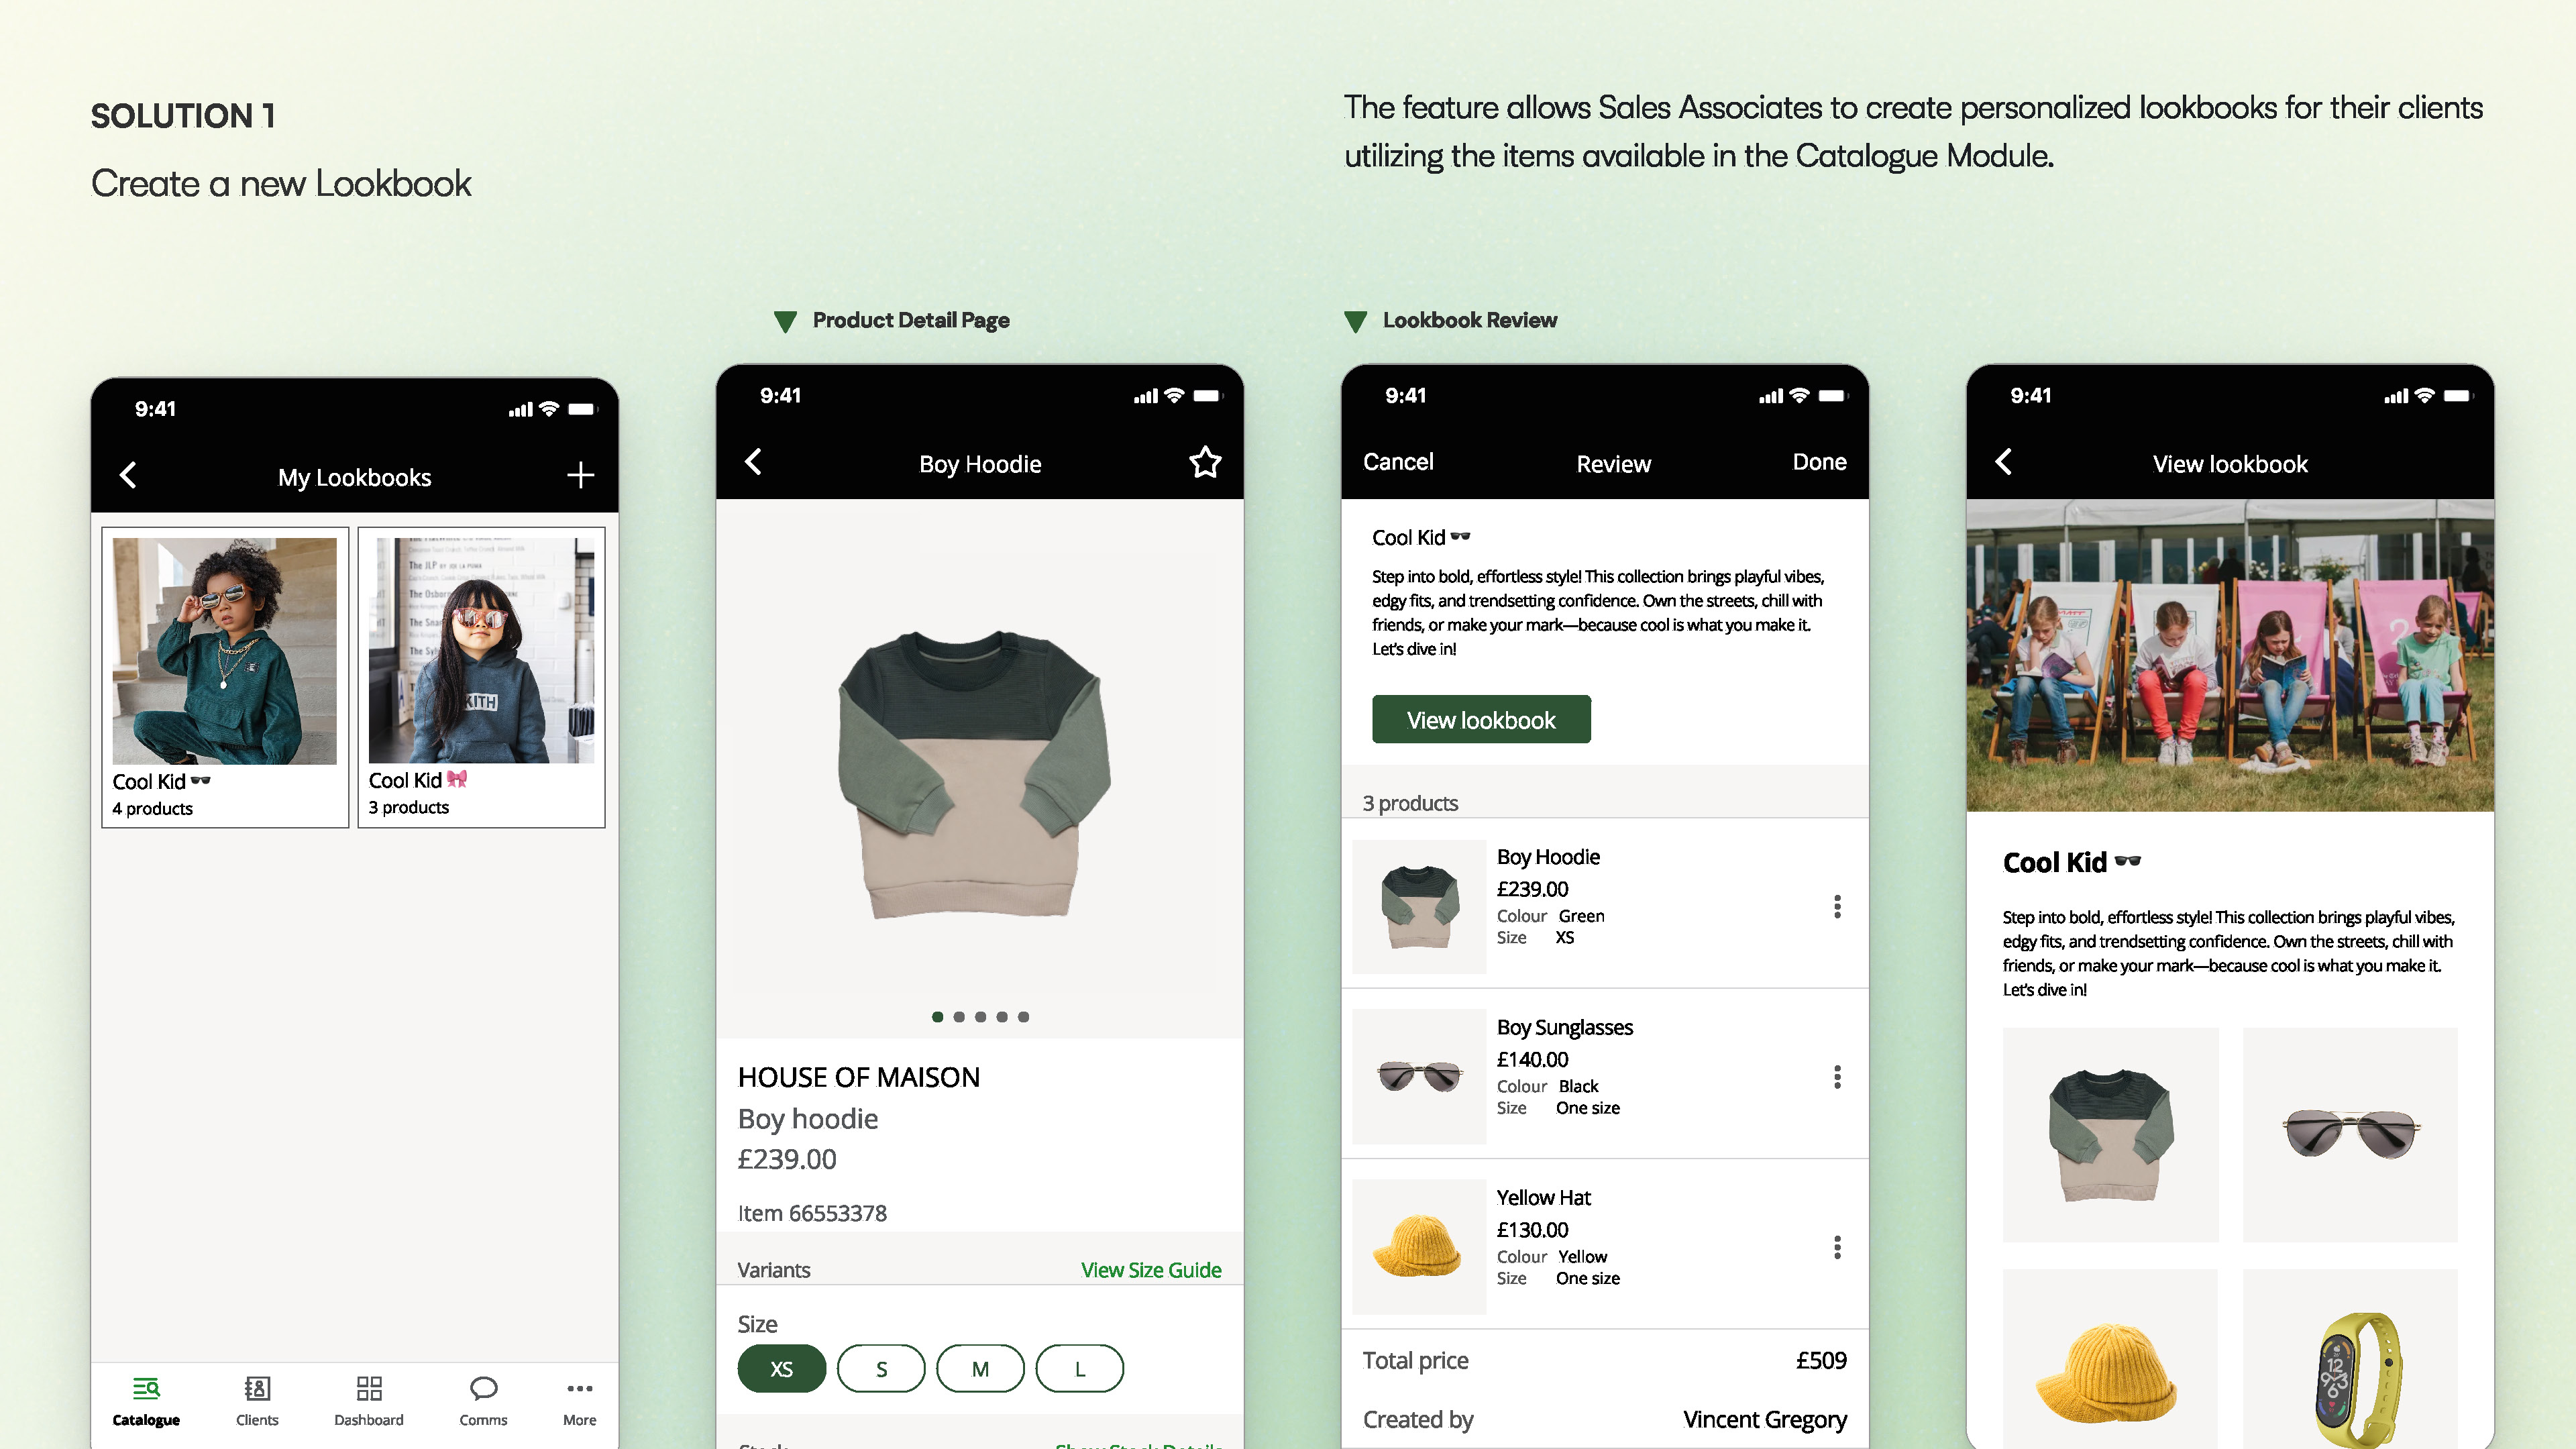 SOLUTION 1
Create a new Lookbook
The feature allows Sales Associates to create personalized lookbooks for their clients
utilizing the items available in the Catalogue Module.
Product Detail Page
Lookbook Review
9:41
My Lookbooks
The JLP
The Osbor
The Sna
The Syl
KITH
Cool Kid 🕶️
4 products
Cool Kid 🎀
3 products
Catalogue
Clients
Dashboard
Comms
More
9:41
Boy Hoodie
HOUSE OF MAISON
Boy hoodie
£239.00
Item 66553378
Variants
View Size Guide
Size
XS
S
M
L
9:41
Cancel
Review
Done
Cool Kid 🕶️
Step into bold, effortless style! This collection brings playful vibes,
edgy fits, and trendsetting confidence. Own the streets, chill with
friends, or make your mark—because cool is what you make it.
Let's dive in!
View lookbook
3 products
Boy Hoodie
£239.00
Colour Green
Size XS
Boy Sunglasses
£140.00
Colour Black
Size One size
Yellow Hat
£130.00
Colour Yellow
Size One size
Total price £509
Created by Vincent Gregory
9:41
View lookbook
Cool Kid 🕶️
Step into bold, effortless style! This collection brings playful vibes,
edgy fits, and trendsetting confidence. Own the streets, chill with
friends, or make your mark—because cool is what you make it.
Let's dive in!